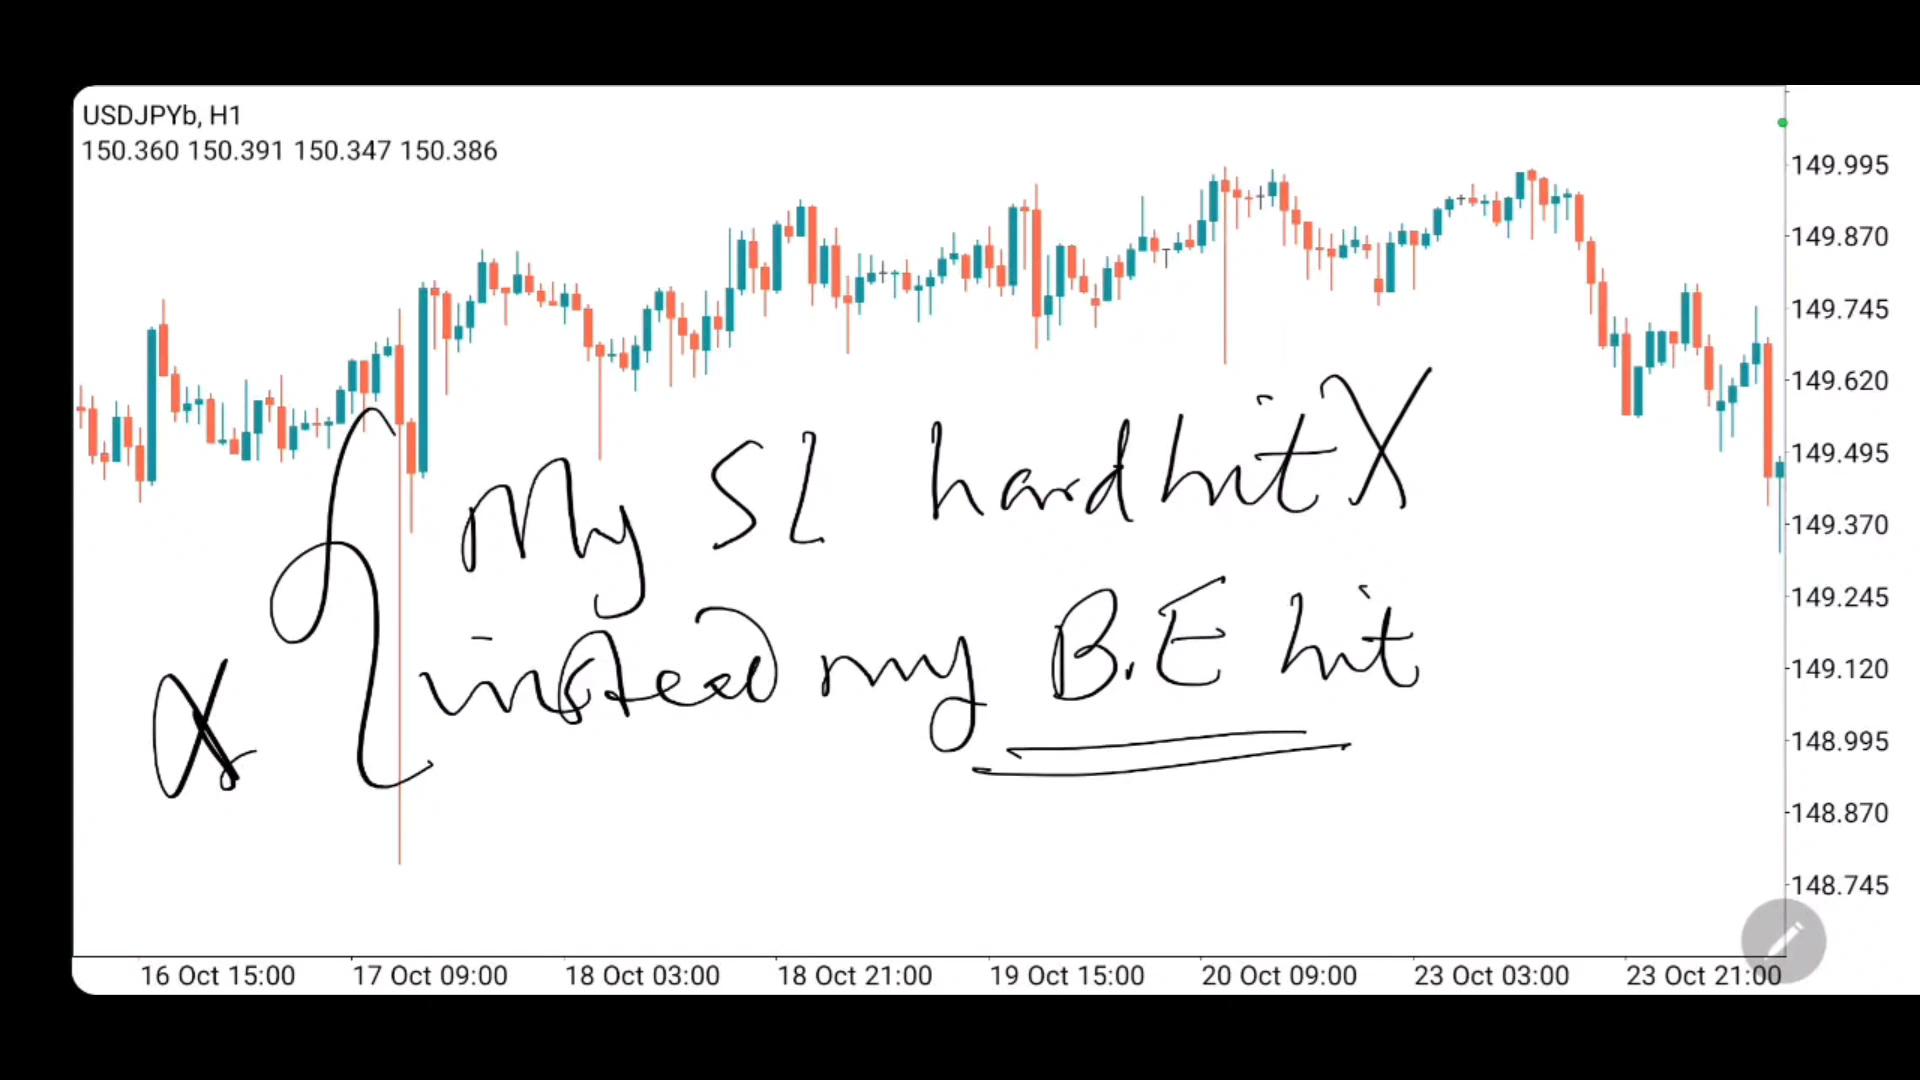 USDJPYb, H1
150.360 150.391 150.347 150.386
149.995
149.870
149.745
149.620
149.495
149.370
149.245
149.120
148.995
148.870
148.745
My SL hard hit X
instead my B.E hit
16 Oct 15:00 17 Oct 09:00 18 Oct 03:00 18 Oct 21:00 19 Oct 15:00 20 Oct 09:00 23 Oct 03:00 23 Oct 21:00